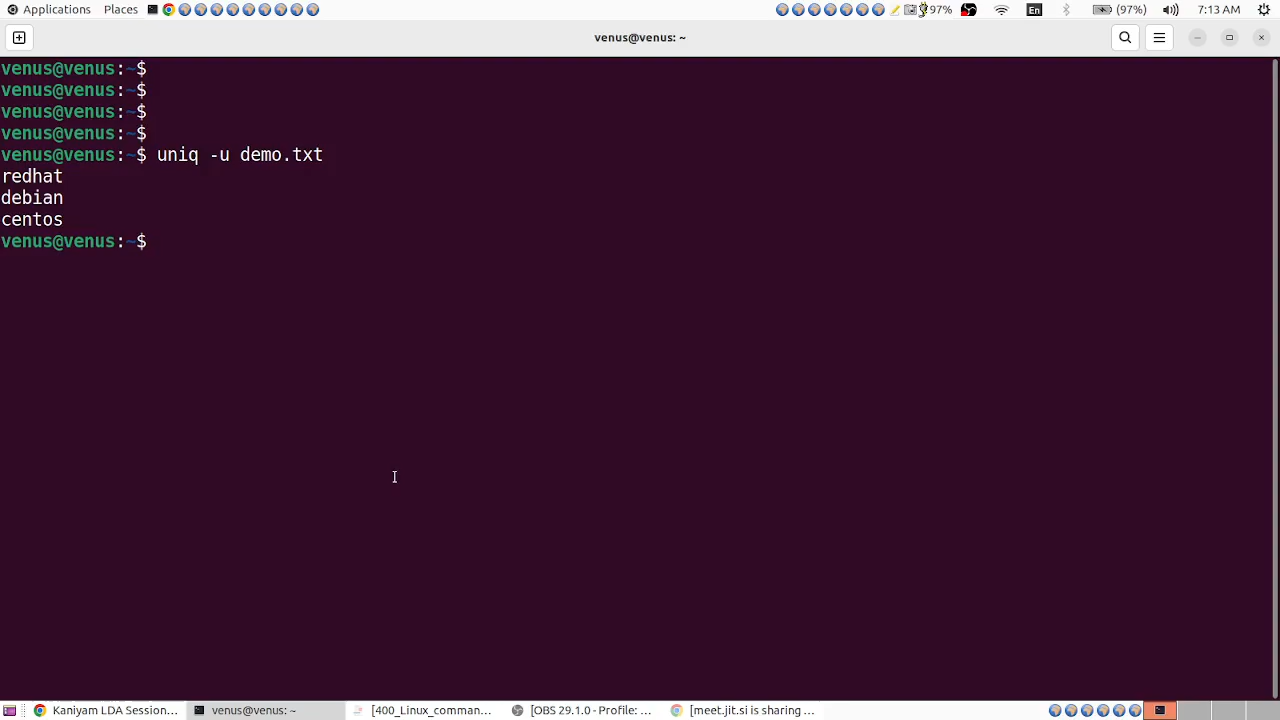 Applications Places 97% En (97%) 7:13 AM
venus@venus: ~
venus@venus:~$
venus@venus:~$
venus@venus:~$
venus@venus:~$
venus@venus:~$ uniq -u demo.txt
redhat
debian
centos
venus@venus:~$
Kaniyam LDA Session... venus@venus: ~ [400_Linux_comman... [OBS 29.1.0 - Profile: ... [meet.jit.si is sharing ...